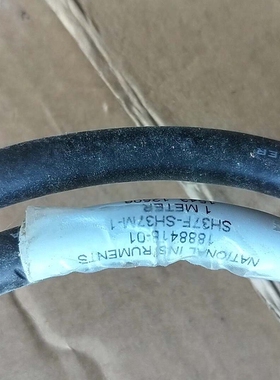 NATIONAL INSTRUMENTS
188841B-01
SH37F-SH37M-1
1 METER